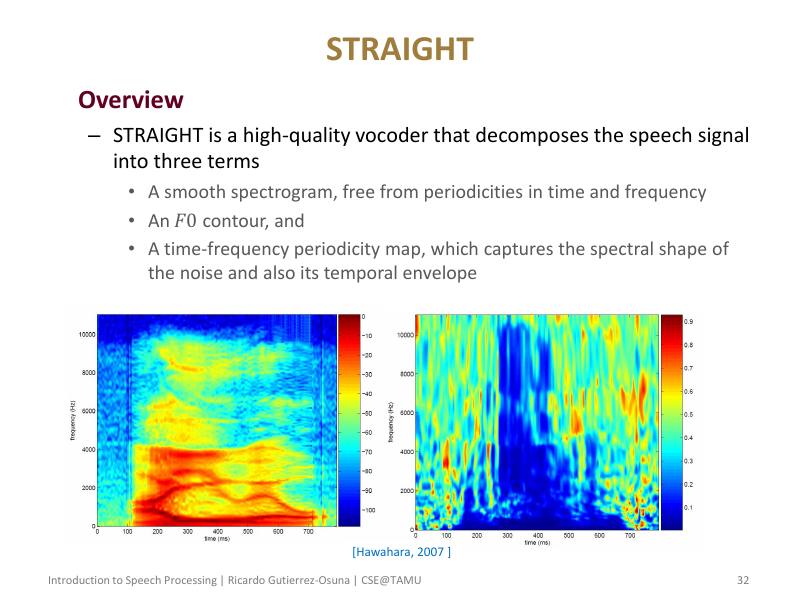 STRAIGHT
Overview
– STRAIGHT is a high-quality vocoder that decomposes the speech signal
into three terms
• A smooth spectrogram, free from periodicities in time and frequency
• An F0 contour, and
• A time-frequency periodicity map, which captures the spectral shape of
the noise and also its temporal envelope
10000
8000
6000
4000
2000
0
frequency (Hz)
0 100 200 300 400 500 600 700
time (ms)
0
−10
−20
−30
−40
−50
−60
−70
−80
−90
−100
10000
8000
6000
4000
2000
0
frequency (Hz)
0 100 200 300 400 500 600 700
time (ms)
0.9
0.8
0.7
0.6
0.5
0.4
0.3
0.2
0.1
[Hawahara, 2007 ]
Introduction to Speech Processing | Ricardo Gutierrez-Osuna | CSE@TAMU 32